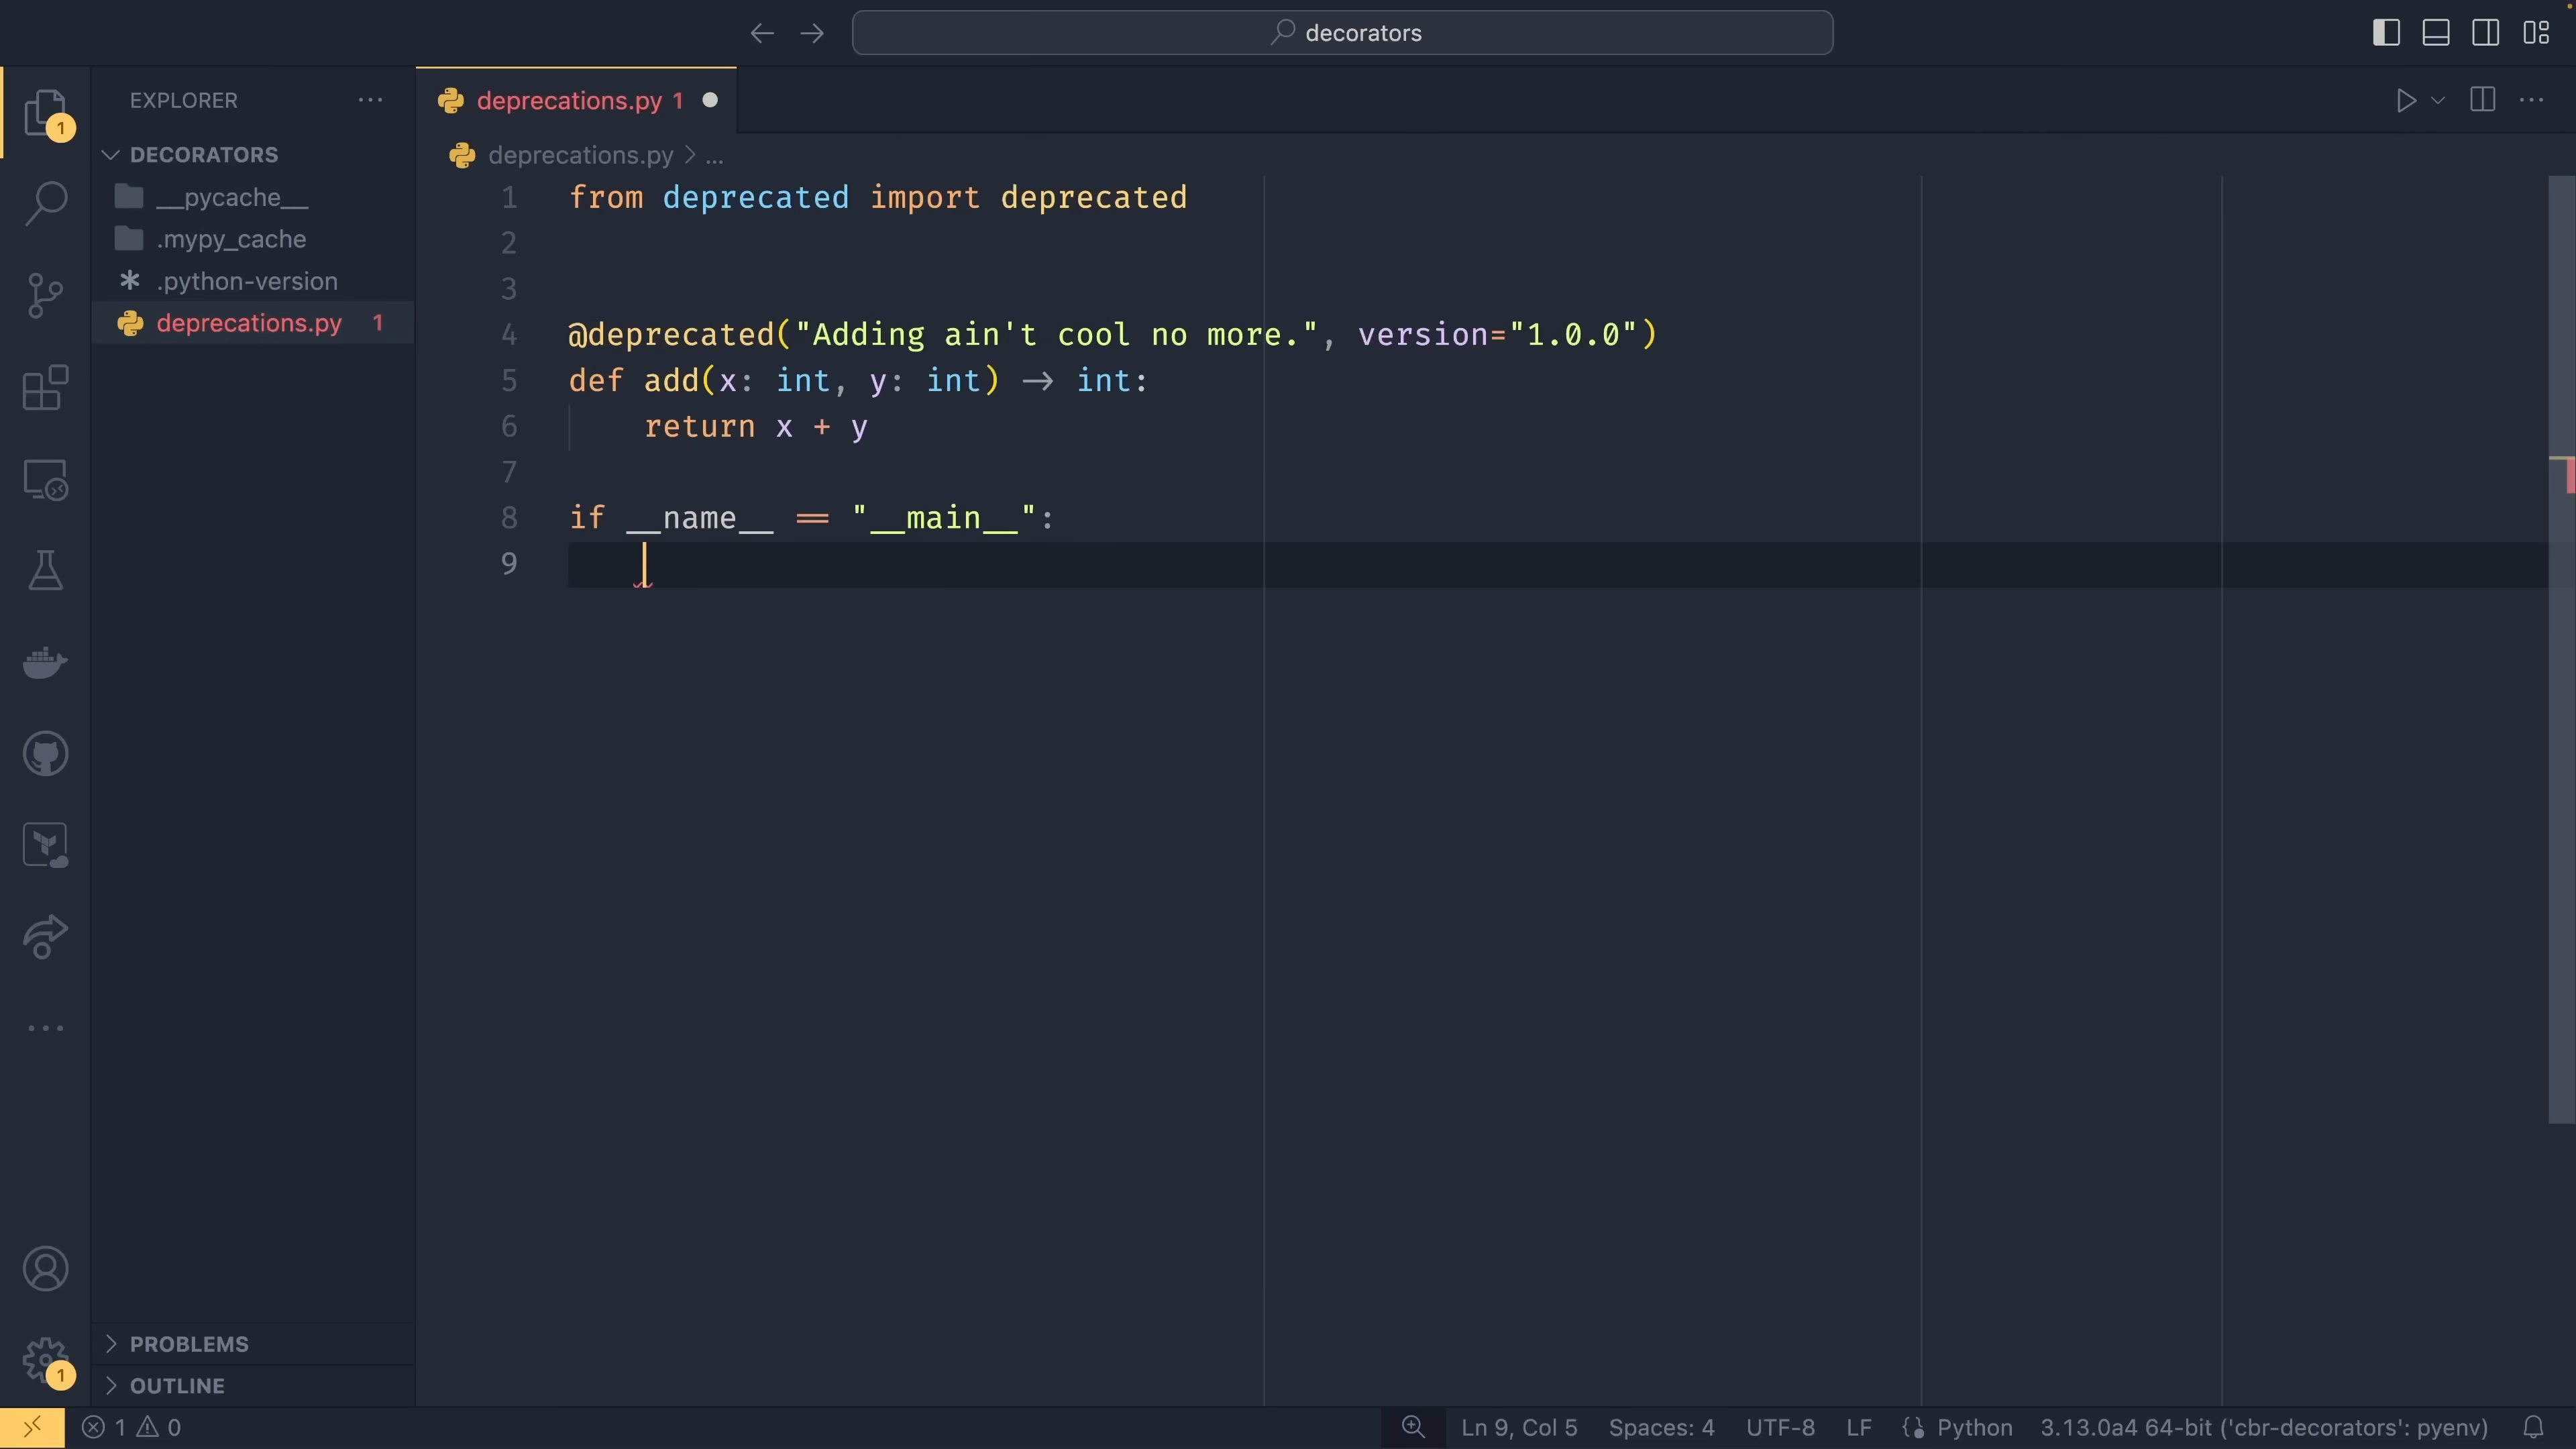 decorators
EXPLORER
deprecations.py 1
1
DECORATORS
deprecations.py > ...
__pycache__
.mypy_cache
.python-version
deprecations.py 1
1 from deprecated import deprecated
2
3
4 @deprecated("Adding ain't cool no more.", version="1.0.0")
5 def add(x: int, y: int) → int:
6 return x + y
7
8 if __name__ == "__main__":
9
PROBLEMS
1
OUTLINE
1 0 Ln 9, Col 5 Spaces: 4 UTF-8 LF Python 3.13.0a4 64-bit ('cbr-decorators': pyenv)